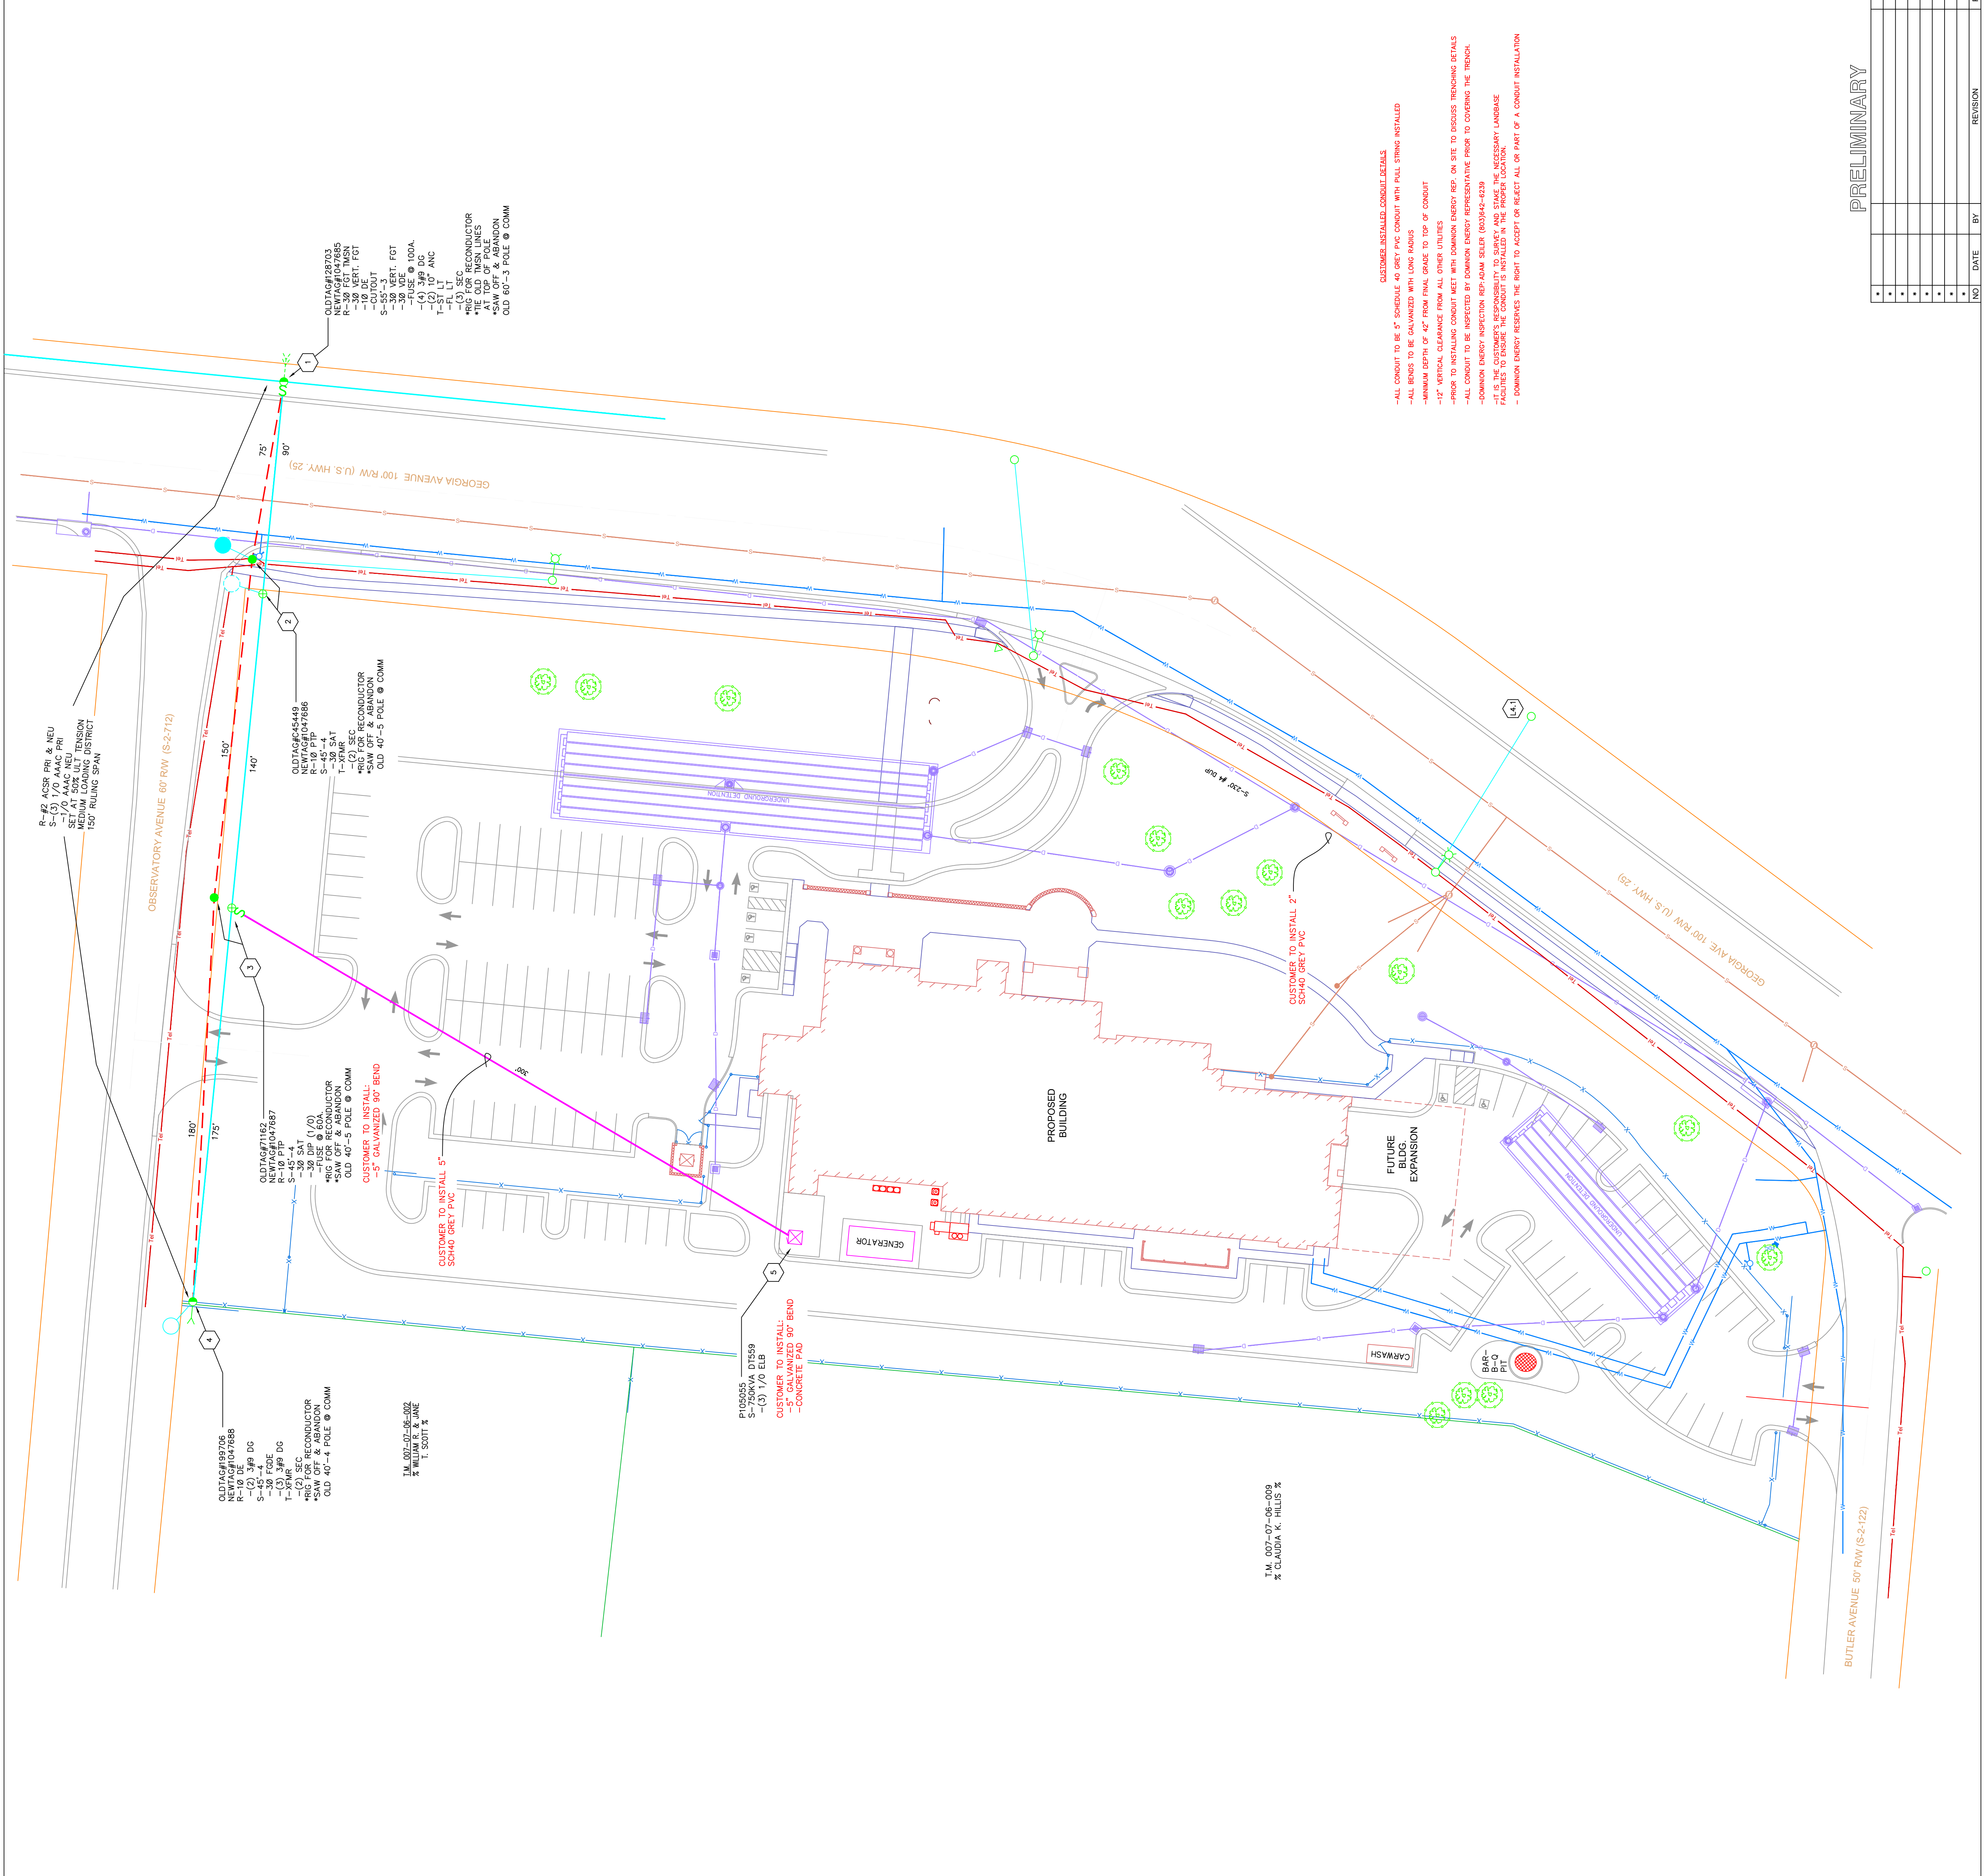 R-#2 ACSR PRI & NEU
S-(3) 1/0 AAAC PRI
-1/0 AAAC NEU
SET AT 50% ULT TENSION
MEDIUM LOADING DISTRICT
150' RULING SPAN
OLDTAG#128703
NEWTAG#1047685
R-3Ø FGT TMSN
-3Ø VERT. FGT
-1Ø DE
-CUTOUT
S-55'-3
-3Ø VERT. FGT
-3Ø VDE
-FUSE @ 100A.
-(4) 3#9 DG
-(2) 10" ANC
T-ST LT
-FL LT
-(3) SEC
*RIG FOR RECONDUCTOR
*TIE OLD TMSN LINES
AT TOP OF POLE
*SAW OFF & ABANDON
OLD 60'-3 POLE @ COMM
1
75'
90'
GEORGIA AVENUE 100' R/W (U.S. HWY. 25)
2
OLDTAG#C45449
NEWTAG#1047686
R-1Ø PTP
S-45'-4
-3Ø SAT
T-XFMR
-(2) SEC
*RIG FOR RECONDUCTOR
*SAW OFF & ABANDON
OLD 40'-5 POLE @ COMM
150'
140'
OBSERVATORY AVENUE 60' R/W (S-2-712)
3
OLDTAG#71162
NEWTAG#1047687
R-1Ø PTP
S-45'-4
-3Ø SAT
-3Ø DIP (1/0)
-FUSE @ 60A.
*RIG FOR RECONDUCTOR
*SAW OFF & ABANDON
OLD 40'-5 POLE @ COMM
CUSTOMER TO INSTALL:
-5" GALVANIZED 90° BEND
180'
175'
4
OLDTAG#199706
NEWTAG#1047688
R-1Ø DE
-(2) 3#9 DG
S-45'-4
-3Ø FGDE
-(3) 3#9 DG
T-XFMR
-(2) SEC
*RIG FOR RECONDUCTOR
*SAW OFF & ABANDON
OLD 40'-4 POLE @ COMM
T.M. 007-07-06-002
% WILLIAM R. & JANE
T. SCOTT %
CUSTOMER TO INSTALL 5"
SCH40 GREY PVC
300'
5
P105055
S-750KVA DT559
-(3) 1/0 ELB
CUSTOMER TO INSTALL:
-5" GALVANIZED 90° BEND
-CONCRETE PAD
GENERATOR
UNDERGROUND DETENTION
PROPOSED
BUILDING
FUTURE
BLDG.
EXPANSION
S-230' #4 DUP
CUSTOMER TO INSTALL 2"
SCH40 GREY PVC
L4.1
GEORGIA AVE. 100' R/W (U.S. HWY 25)
UNDERGROUND DETENTION
CARWASH
BAR-
B-Q
PIT
T.M. 007-07-06-009
% CLAUDIA K. HILLIS %
BUTLER AVENUE 50' R/W (S-2-122)
CUSTOMER INSTALLED CONDUIT DETAILS
-ALL CONDUIT TO BE 5" SCHEDULE 40 GREY PVC CONDUIT WITH PULL STRING INSTALLED
-ALL BENDS TO BE GALVANIZED WITH LONG RADIUS
-MINIMUM DEPTH OF 42" FROM FINAL GRADE TO TOP OF CONDUIT
-12" VERTICAL CLEARANCE FROM ALL OTHER UTILITIES
-PRIOR TO INSTALLING CONDUIT MEET WITH DOMINION ENERGY REP. ON SITE TO DISCUSS TRENCHING DETAILS
-ALL CONDUIT TO BE INSPECTED BY DOMINION ENERGY REPRESENTATIVE PRIOR TO COVERING THE TRENCH.
-DOMINION ENERGY INSPECTION REP: ADAM SEILER (803)642-6239
-IT IS THE CUSTOMER'S RESPONSIBILITY TO SURVEY AND STAKE THE NECESSARY LANDBASE
FACILITIES TO ENSURE THE CONDUIT IS INSTALLED IN THE PROPER LOCATION.
- DOMINION ENERGY RESERVES THE RIGHT TO ACCEPT OR REJECT ALL OR PART OF A CONDUIT INSTALLATION
PRELIMINARY
NO DATE BY REVISION